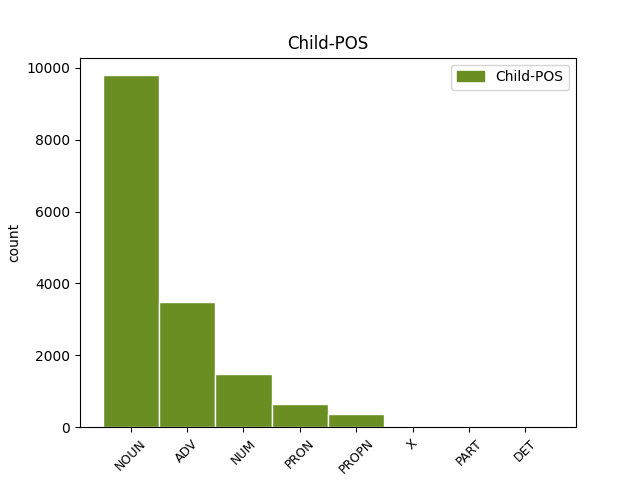 Child-POS
Child-POS
10000
8000
6000
4000
2000
0
count
NOUN
ADV
NUM
PRON
PROPN
X
PART
DET